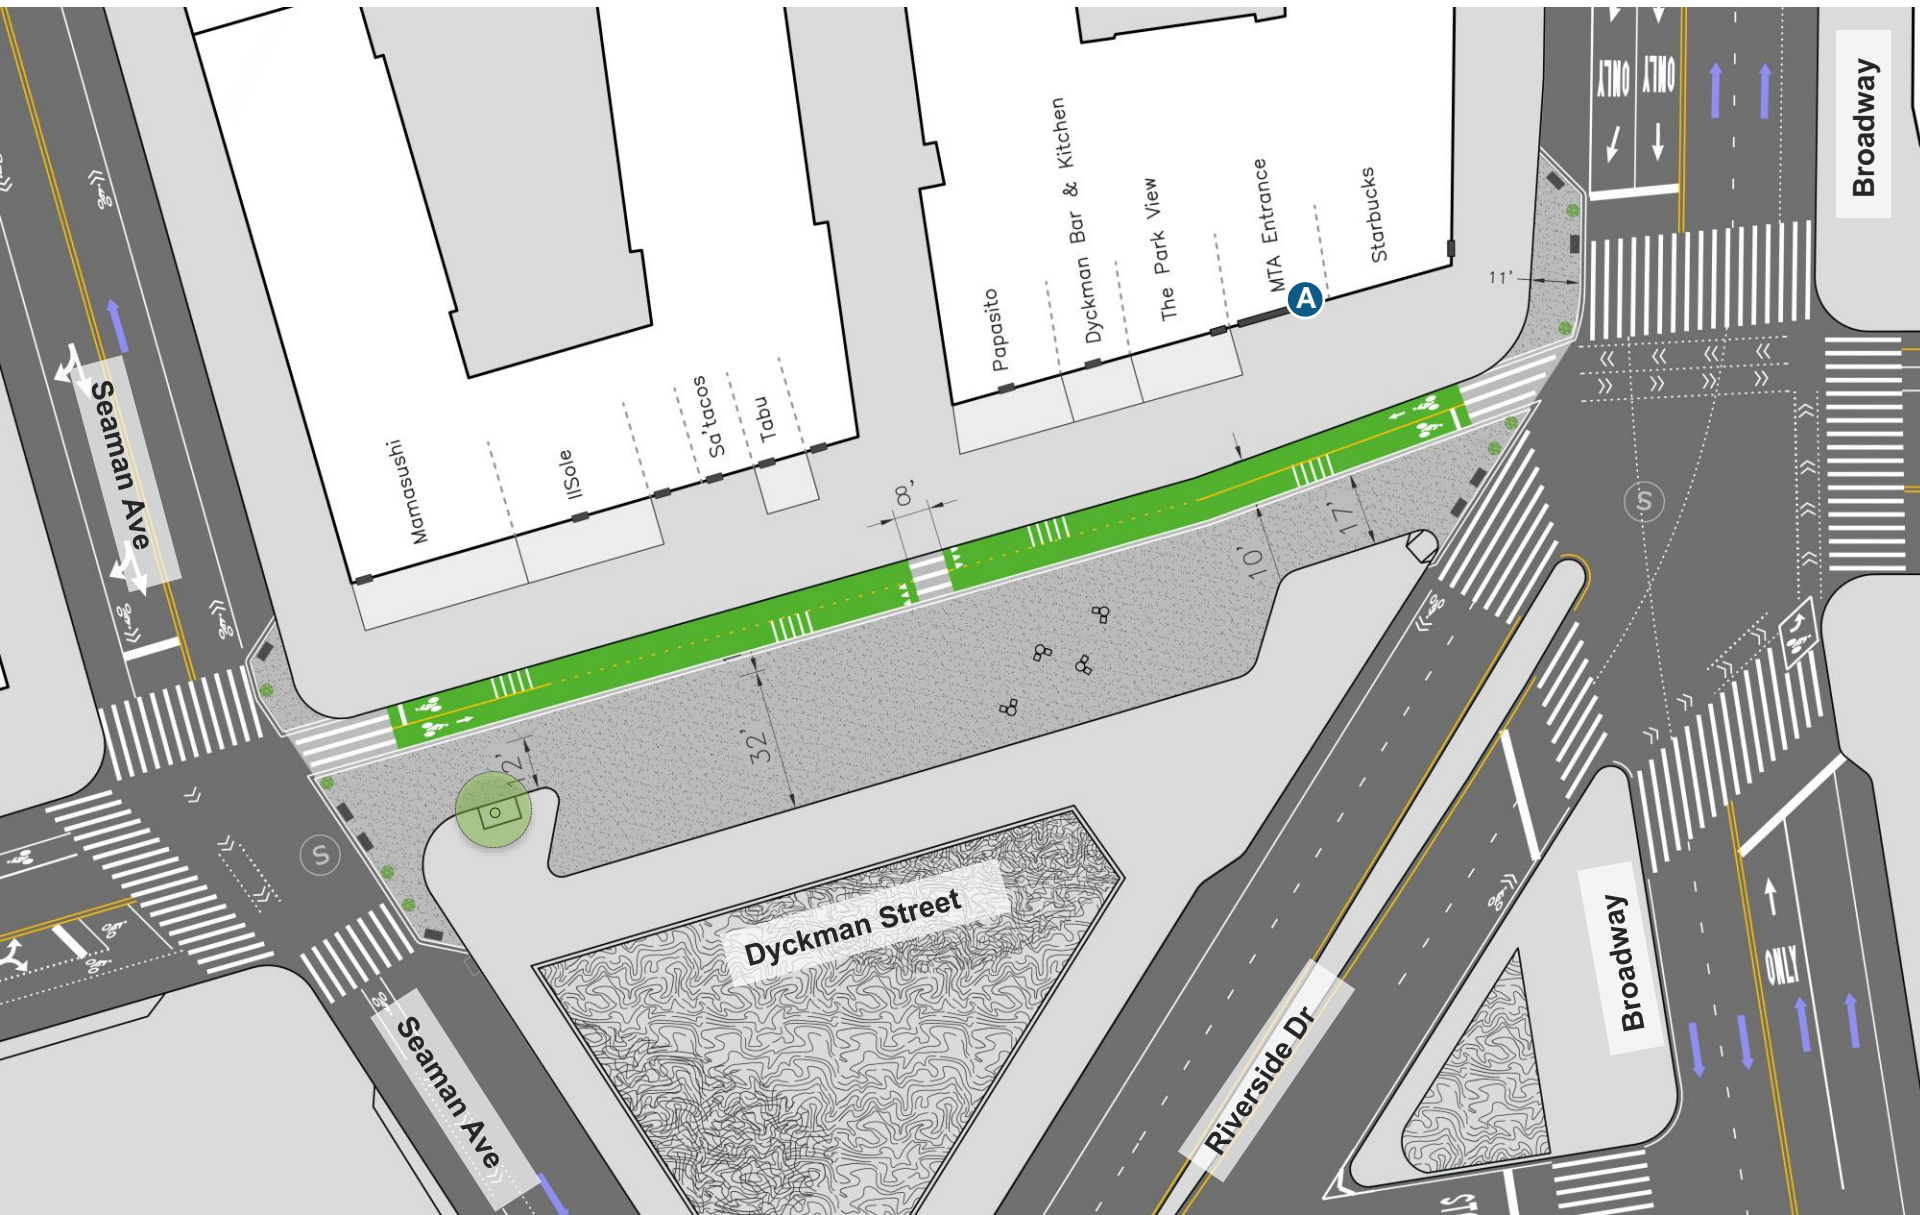 Broadway
ONLY
ONLY
Dyckman Bar & Kitchen
MTA Entrance
The Park View
Starbucks
Papasito
A
11'
Seaman Ave
Sa'tacos
Tabu
Mamasushi
IlSole
8'
17'
10'
S
32'
12'
S
Dyckman Street
Broadway
ONLY
Seaman Ave
Riverside Dr